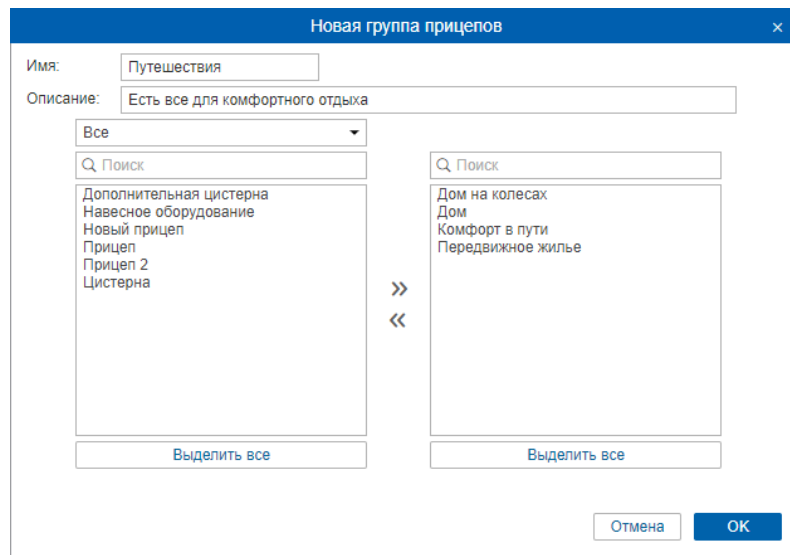 Новая группа прицепов ×
Имя: Путешествия
Описание: Есть все для комфортного отдыха
Все
Поиск
Дополнительная цистерна
Навесное оборудование
Новый прицеп
Прицеп
Прицеп 2
Цистерна
Выделить все
Поиск
Дом на колесах
Дом
Комфорт в пути
Передвижное жилье
Выделить все
Отмена
OK